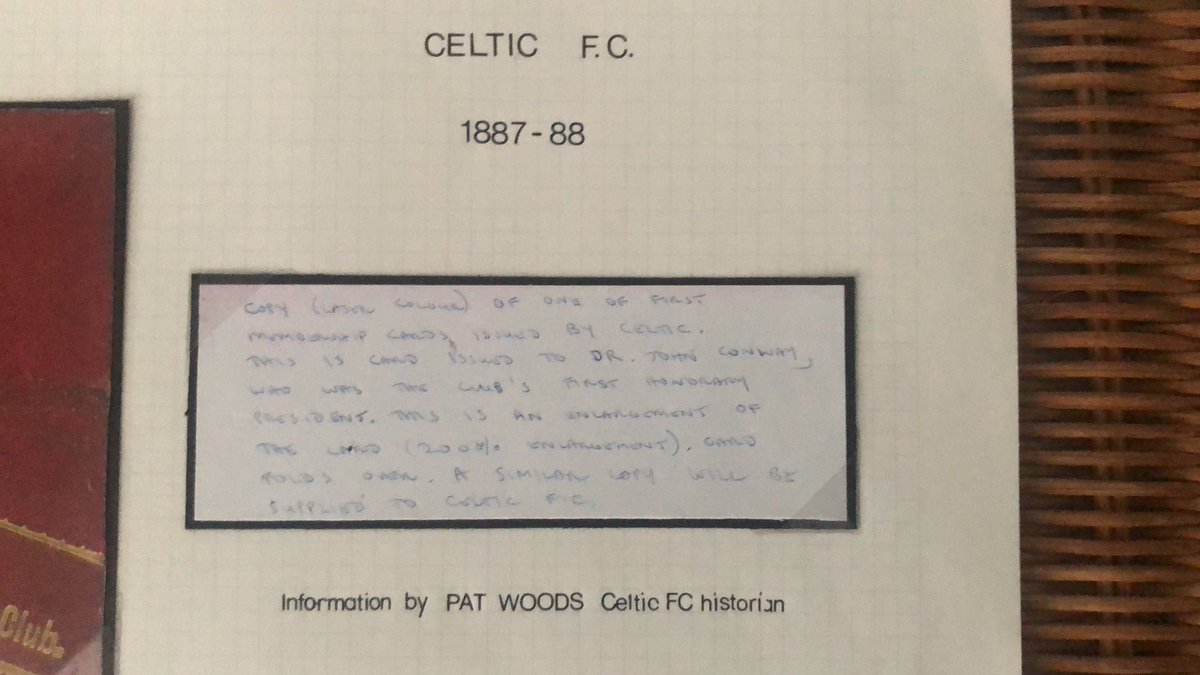 CELTIC F.C.
1887-88
COPY (LASER COLOUR) OF ONE OF FIRST
MEMBERSHIP CARDS, ISSUED BY CELTIC.
THIS IS CARD ISSUED TO DR. JOHN CONWAY,
WHO WAS THE CLUB'S FIRST HONORARY
PRESIDENT. THIS IS AN ENLARGEMENT OF
THE CARD (200% ENLARGEMENT). CARD
FOLDS OVER. A SIMILAR COPY WILL BE
SUPPLIED TO CELTIC F.C.
Club.
Information by PAT WOODS Celtic FC historian